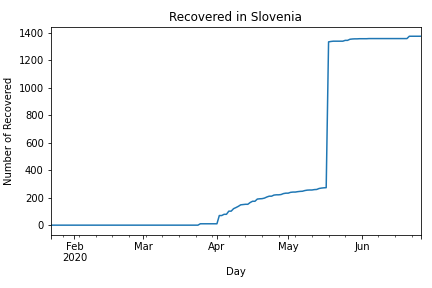 Recovered in Slovenia
1400
1200
1000
800
600
400
200
0
Number of Recovered
Feb
2020
Mar
Apr
May
Jun
Day